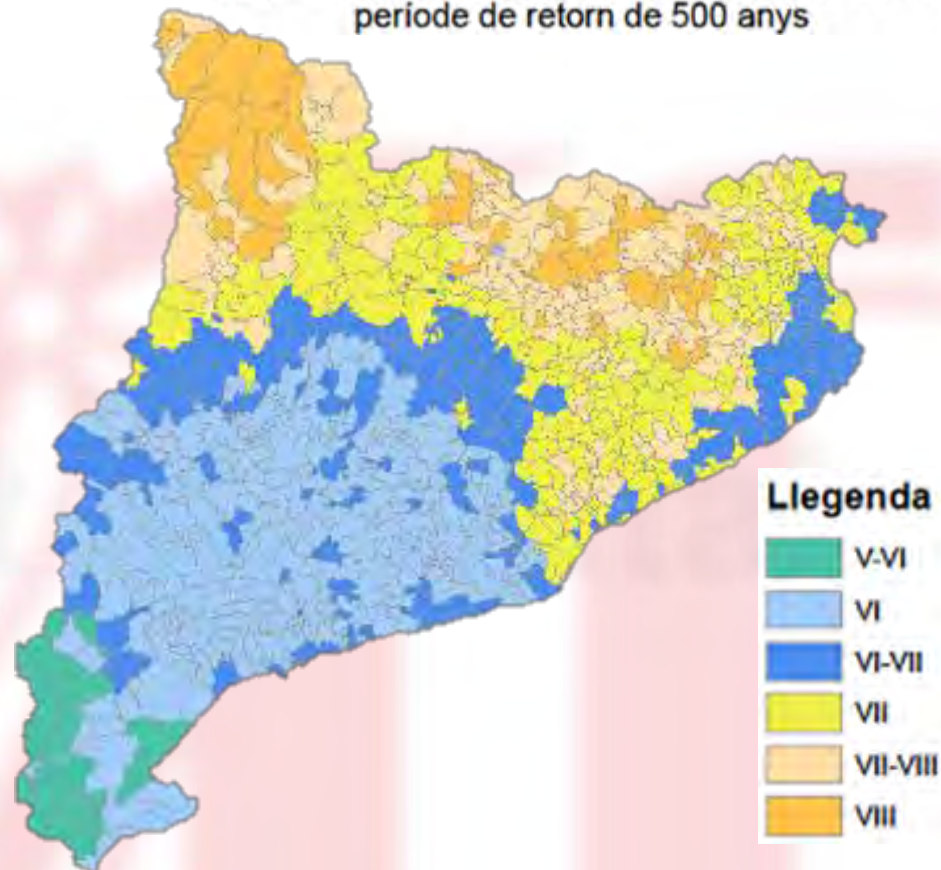 període de retorn de 500 anys
Llegenda
V-VI
VI
VI-VII
VII
VII-VIII
VIII